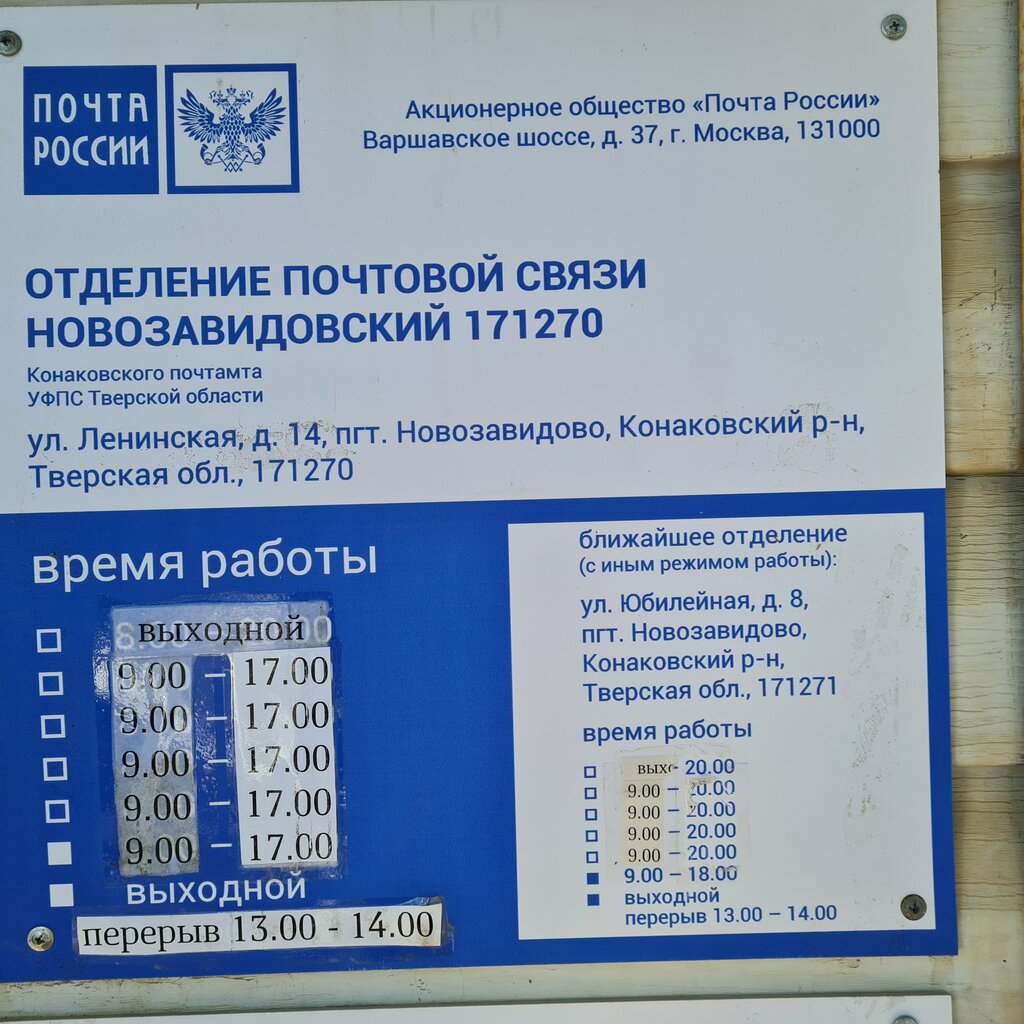 ПОЧТА
РОССИИ
Акционерное общество «Почта России»
Варшавское шоссе, д. 37, г. Москва, 131000
ОТДЕЛЕНИЕ ПОЧТОВОЙ СВЯЗИ
НОВОЗАВИДОВСКИЙ 171270
Конаковского почтамта
УФПС Тверской области
ул. Ленинская, д. 14, пгт. Новозавидово, Конаковский р-н,
Тверская обл., 171270
время работы
выходной
9.00 – 17.00
9.00 – 17.00
9.00 – 17.00
9.00 – 17.00
9.00 – 17.00
выходной
перерыв 13.00 - 14.00
ближайшее отделение
(с иным режимом работы):
ул. Юбилейная, д. 8,
пгт. Новозавидово,
Конаковский р-н,
Тверская обл., 171271
время работы
вых - 20.00
9.00 – 20.00
9.00 – 20.00
9.00 – 20.00
9.00 – 20.00
9.00 – 18.00
выходной
перерыв 13.00 – 14.00